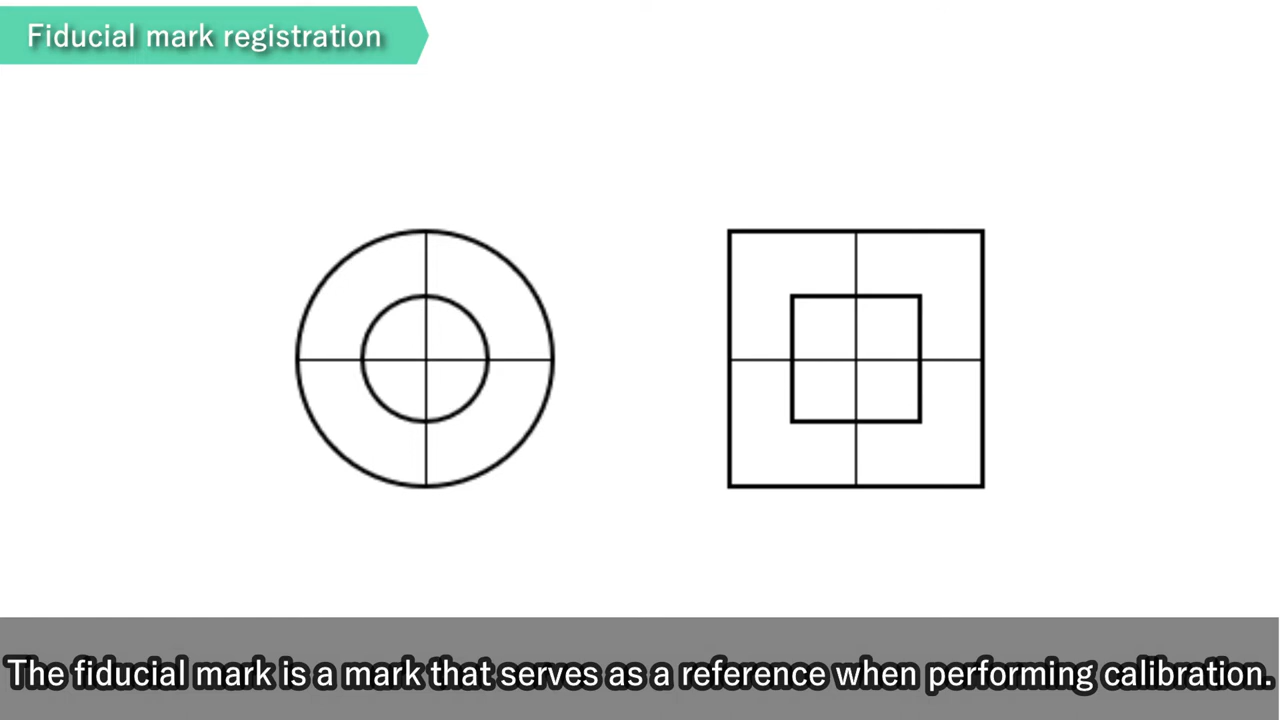 Fiducial mark registration
The fiducial mark is a mark that serves as a reference when performing calibration.